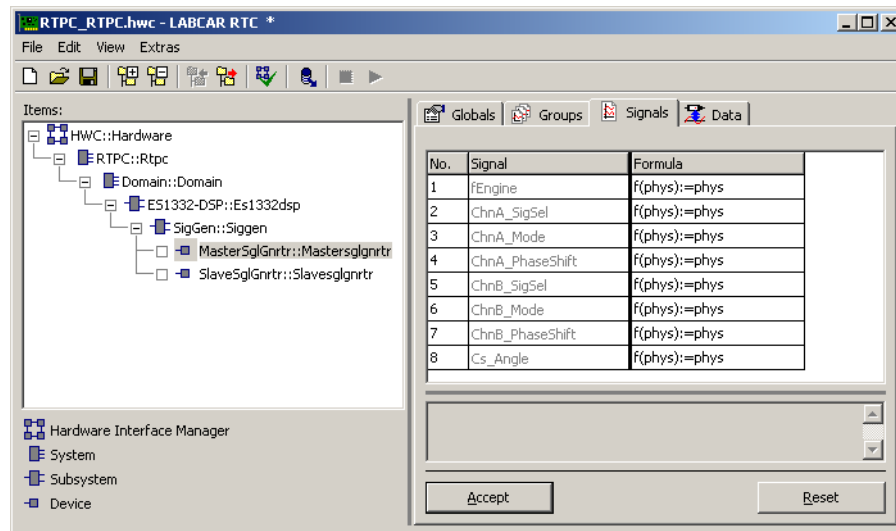 RTPC_RTPC.hwc - LABCAR RTC *
File Edit View Extras
Items:
HWC::Hardware
RTPC::Rtpc
Domain::Domain
ES1332-DSP::Es1332dsp
SigGen::Siggen
MasterSglGnrtr::Mastersglgnrtr
SlaveSglGnrtr::Slavesglgnrtr
Hardware Interface Manager
System
Subsystem
Device
Globals Groups Signals Data
No. Signal Formula
1 fEngine f(phys):=phys
2 ChnA_SigSel f(phys):=phys
3 ChnA_Mode f(phys):=phys
4 ChnA_PhaseShift f(phys):=phys
5 ChnB_SigSel f(phys):=phys
6 ChnB_Mode f(phys):=phys
7 ChnB_PhaseShift f(phys):=phys
8 Cs_Angle f(phys):=phys
Accept Reset